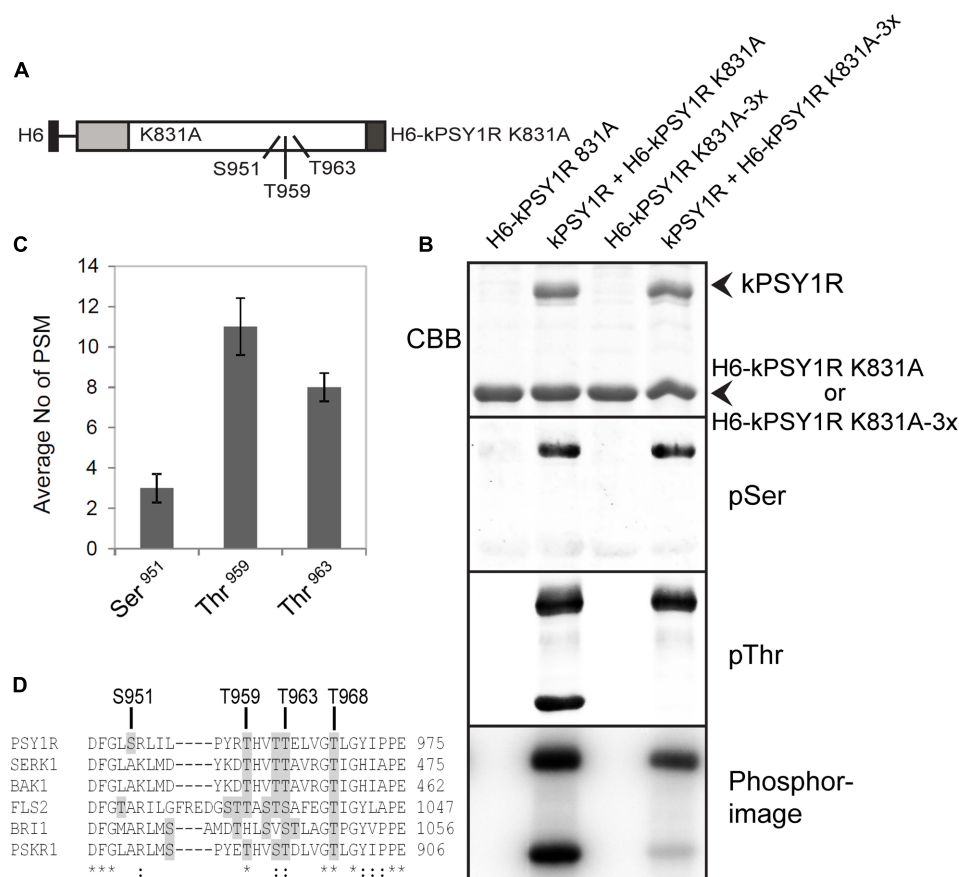 A
H6
K831A
H6-kPSY1R K831A
S951
T963
T959
C
Average No of PSM
14
12
10
8
6
4
2
0
Ser 951
Thr 959
Thr 963
B
H6-kPSY1R 831A
kPSY1R + H6-kPSY1R K831A
H6-kPSY1R K831A-3x
kPSY1R + H6-kPSY1R K831A-3x
CBB
kPSY1R
H6-kPSY1R K831A
or
H6-kPSY1R K831A-3x
pSer
pThr
Phosphor-
image
D
S951 T959 T963 T968
PSY1R DFGLSRLIL----PYRTHVTTELVGTLGYIPPE 975
SERK1 DFGLAKLMD----YKDTHVTTAVRGTIGHIAPE 475
BAK1 DFGLAKLMD----YKDTHVTTAVRGTIGHIAPE 462
FLS2 DFGTARILGFREDGSTTASTSAFEGTIGYLAPE 1047
BRI1 DFGMARLMS---AMDTHLSVSTLAGTPGYVPPE 1056
PSKR1 DFGLARLMS----PYETHVSTDLVGTLGYIPPE 906
*** : * :: ** *:::**